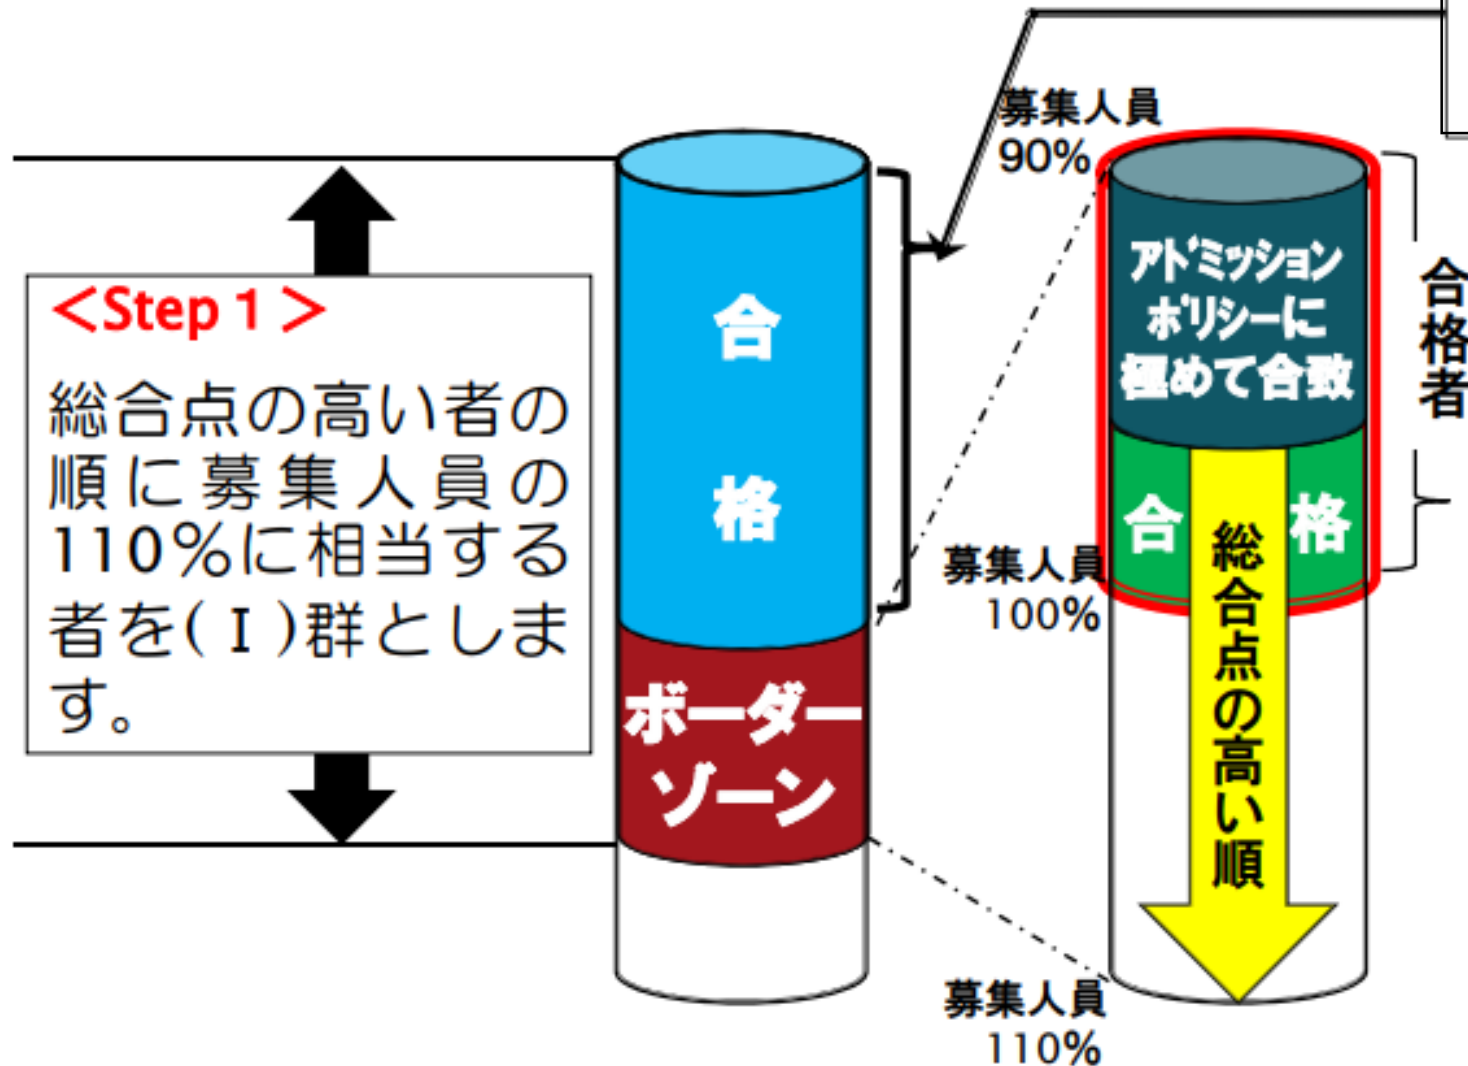 ＜Step 1＞
総合点の高い者の
順に募集人員の
110％に相当する
者を(Ⅰ)群としま
す。
合
格
ボーダー
ゾーン
募集人員
90%
募集人員
100%
募集人員
110%
アドミッション
ポリシーに
極めて合致
合 格
総合点の高い順
合格者